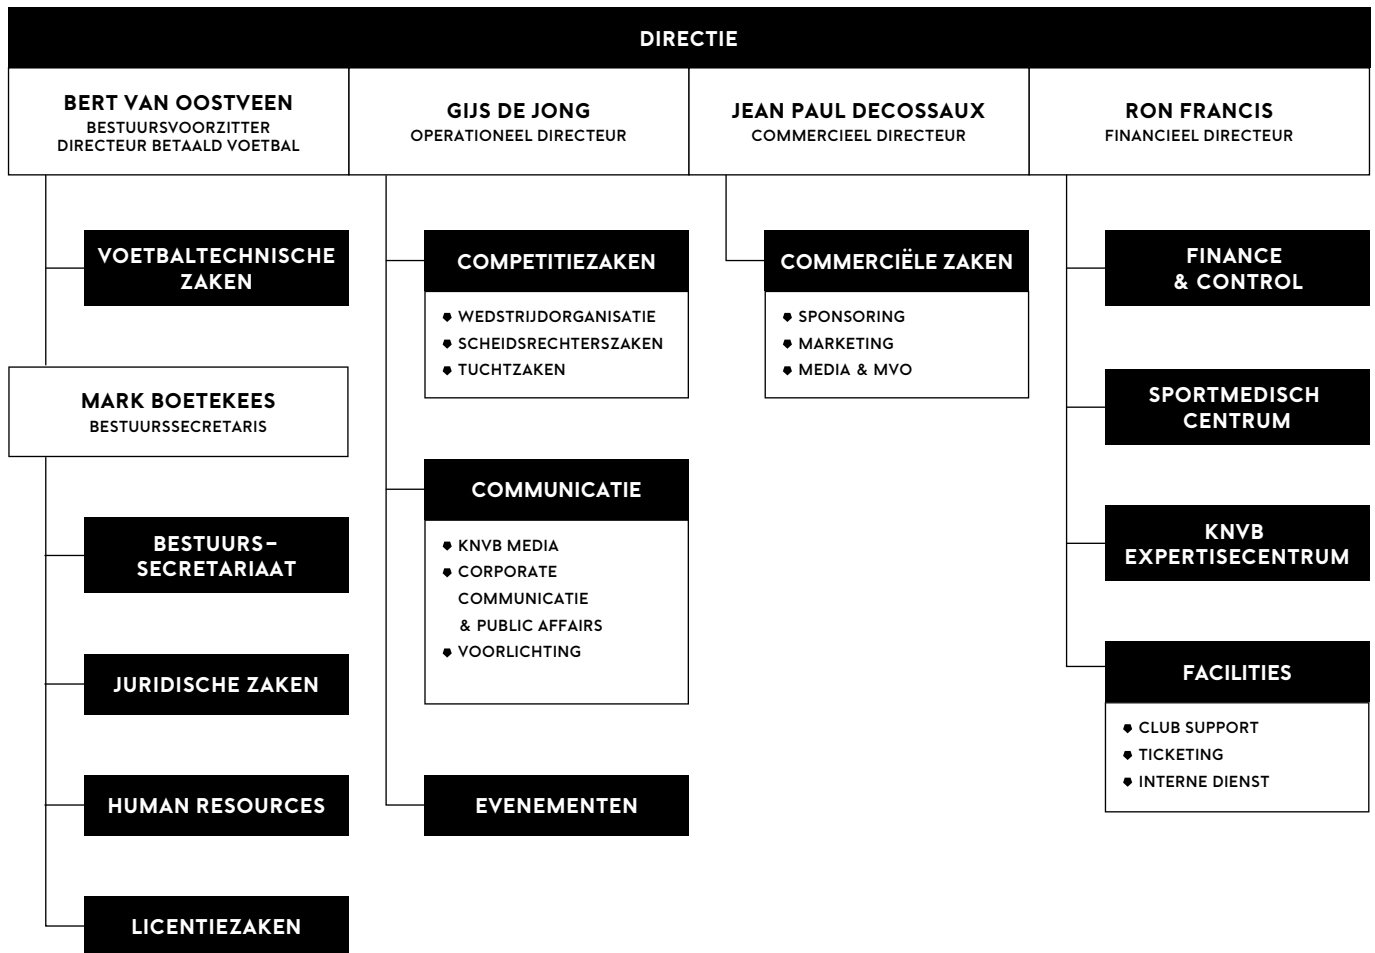 DIRECTIE
BERT VAN OOSTVEEN
BESTUURSVOORZITTER
DIRECTEUR BETAALD VOETBAL
VOETBALTECHNISCHE
ZAKEN
MARK BOETEKEES
BESTUURSSECRETARIS
BESTUURS-
SECRETARIAAT
JURIDISCHE ZAKEN
HUMAN RESOURCES
LICENTIEZAKEN
GIJS DE JONG
OPERATIONEEL DIRECTEUR
COMPETITIEZAKEN
WEDSTRIJDORGANISATIE
SCHEIDSRECHTERSZAKEN
TUCHTZAKEN
COMMUNICATIE
KNVB MEDIA
CORPORATE
COMMUNICATIE
& PUBLIC AFFAIRS
VOORLICHTING
EVENEMENTEN
JEAN PAUL DECOSSAUX
COMMERCIEEL DIRECTEUR
COMMERCIËLE ZAKEN
SPONSORING
MARKETING
MEDIA & MVO
RON FRANCIS
FINANCIEEL DIRECTEUR
FINANCE
& CONTROL
SPORTMEDISCH
CENTRUM
KNVB
EXPERTISECENTRUM
FACILITIES
CLUB SUPPORT
TICKETING
INTERNE DIENST